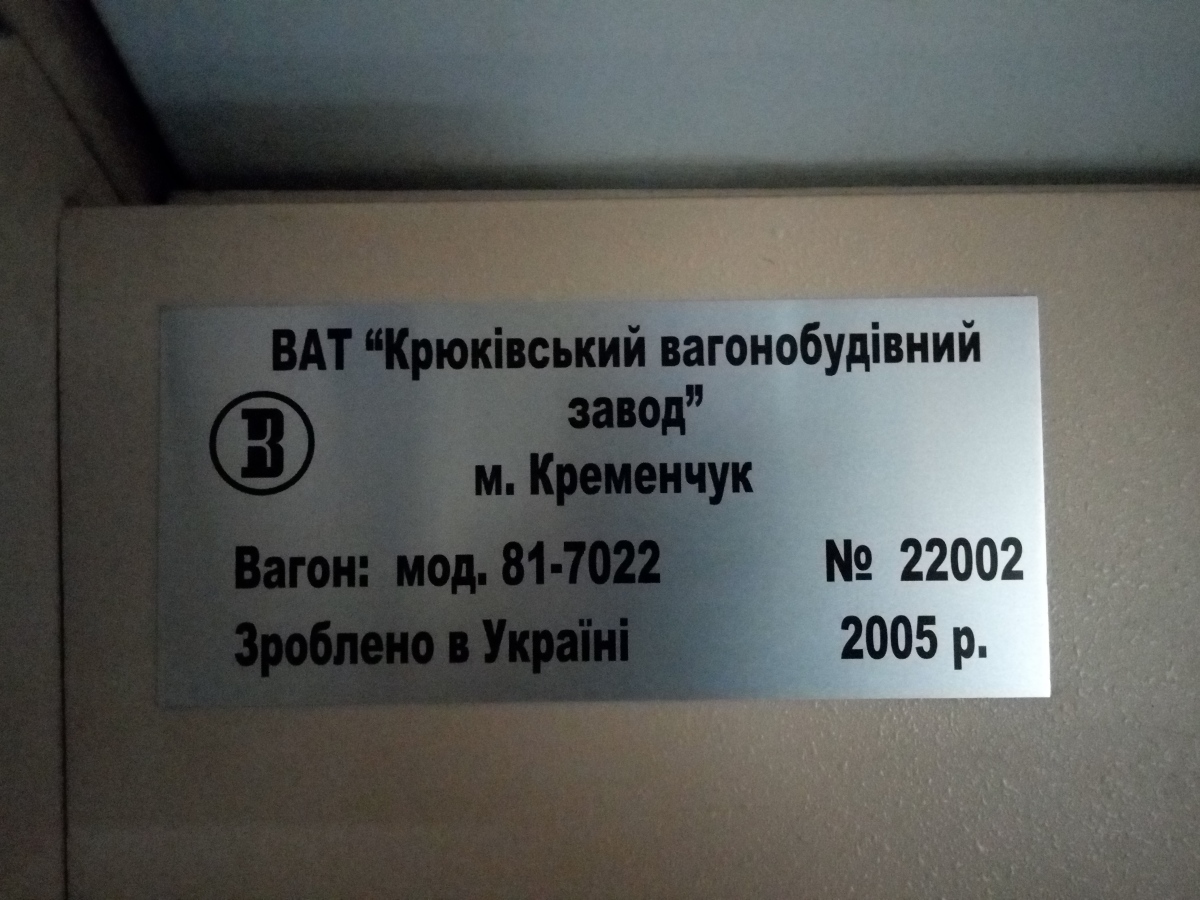 ВАТ “Крюківський вагонобудівний
завод”
В
м. Кременчук
Вагон: мод. 81-7022 № 22002
Зроблено в Україні 2005 р.